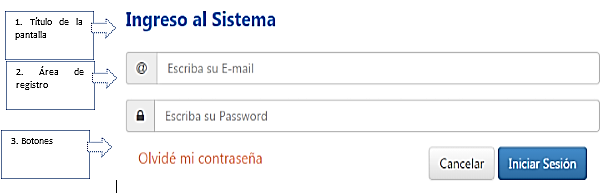 1. Título de la
pantalla
Ingreso al Sistema
2. Área de
registro
@ Escriba su E-mail
Escriba su Password
3. Botones
Olvidé mi contraseña
Cancelar
Iniciar Sesión